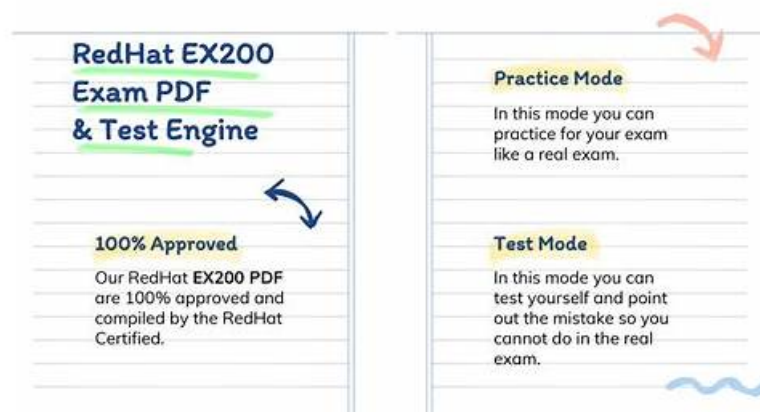 RedHat EX200
Exam PDF
& Test Engine
100% Approved
Our RedHat EX200 PDF
are 100% approved and
compiled by the RedHat
Certified.
Practice Mode
In this mode you can
practice for your exam
like a real exam.
Test Mode
In this mode you can
test yourself and point
out the mistake so you
cannot do in the real
exam.